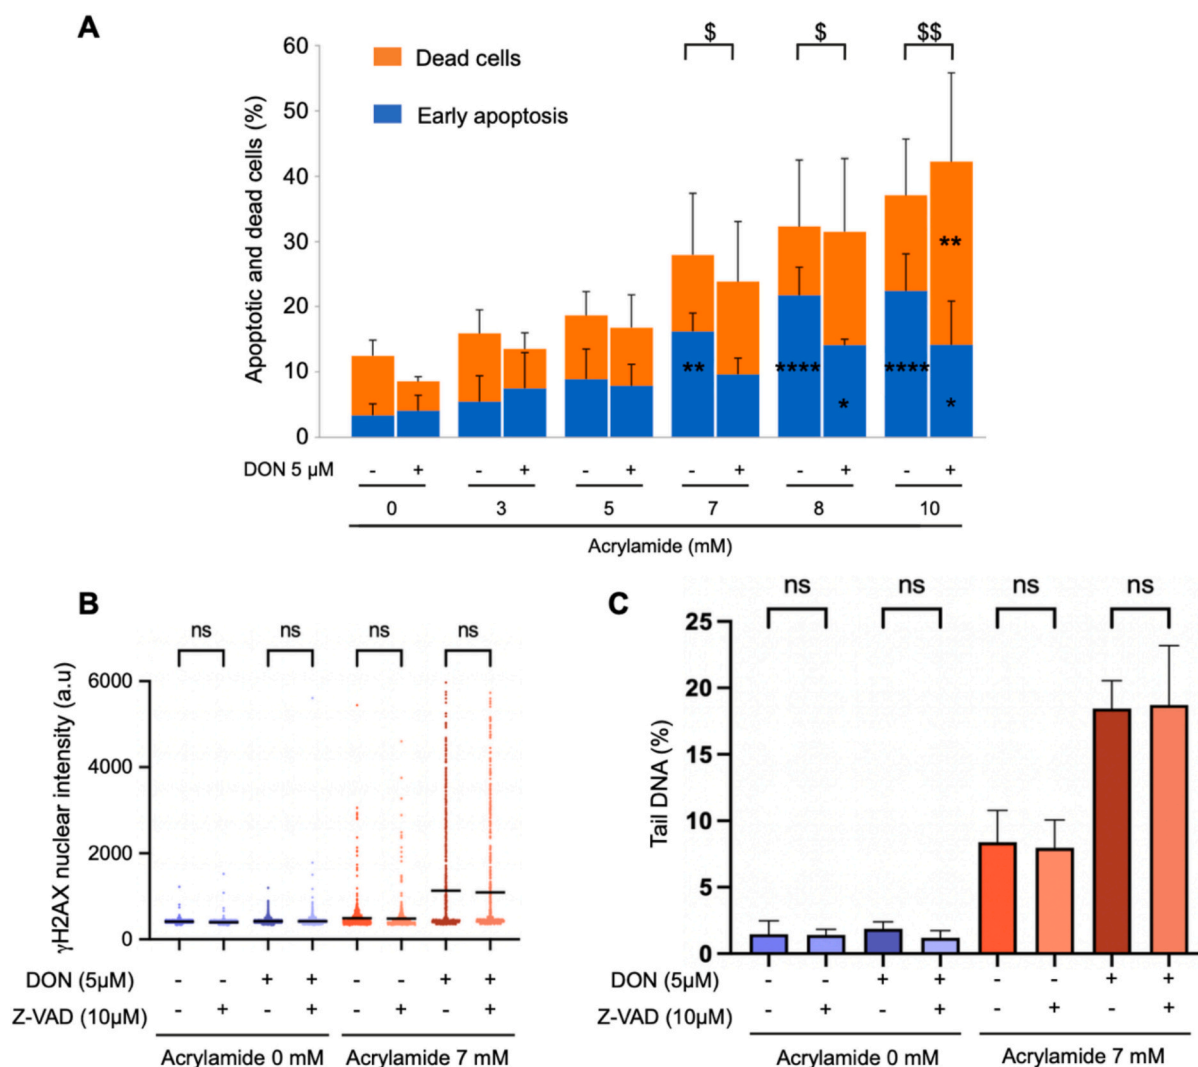 A
$ $ $$
60
Dead cells
50
Early apoptosis
40
30
**
20
10
** **** ****
* *
0
Apoptotic and dead cells (%)
DON 5 µM - + - + - + - + - + - +
0 3 5 7 8 10
Acrylamide (mM)
B
ns ns ns ns
6000
4000
2000
0
γH2AX nuclear intensity (a.u)
DON (5µM) - - + + - - + +
Z-VAD (10µM) - + - + - + - +
Acrylamide 0 mM Acrylamide 7 mM
C
ns ns ns ns
25
20
15
10
5
0
Tail DNA (%)
DON (5µM) - - + + - - + +
Z-VAD (10µM) - + - + - + - +
Acrylamide 0 mM Acrylamide 7 mM